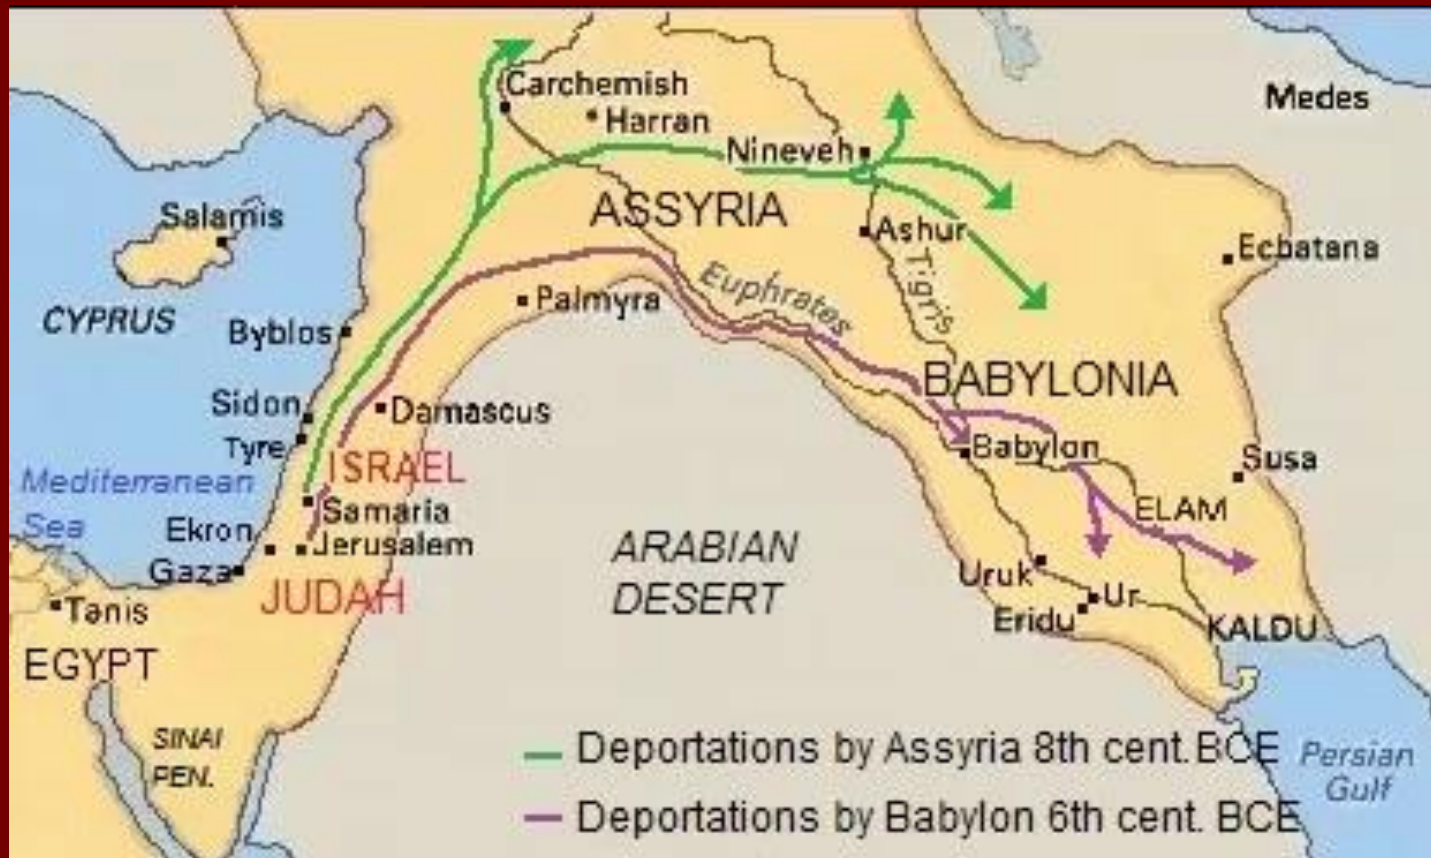 Carchemish
Medes
Harran
Nineveh
Salamis
ASSYRIA
Ashur
Ecbatana
Tigris
Euphrates
Palmyra
CYPRUS
Byblos
BABYLONIA
Sidon
Damascus
Tyre
Babylon
ISRAEL
Susa
Mediterranean
Sea
Samaria
ELAM
Ekron
Jerusalem
ARABIAN
DESERT
Gaza
Uruk
JUDAH
Ur
Tanis
Eridu
KALDU
EGYPT
SINAI
PEN.
Deportations by Assyria 8th cent. BCE
Persian
Gulf
Deportations by Babylon 6th cent. BCE